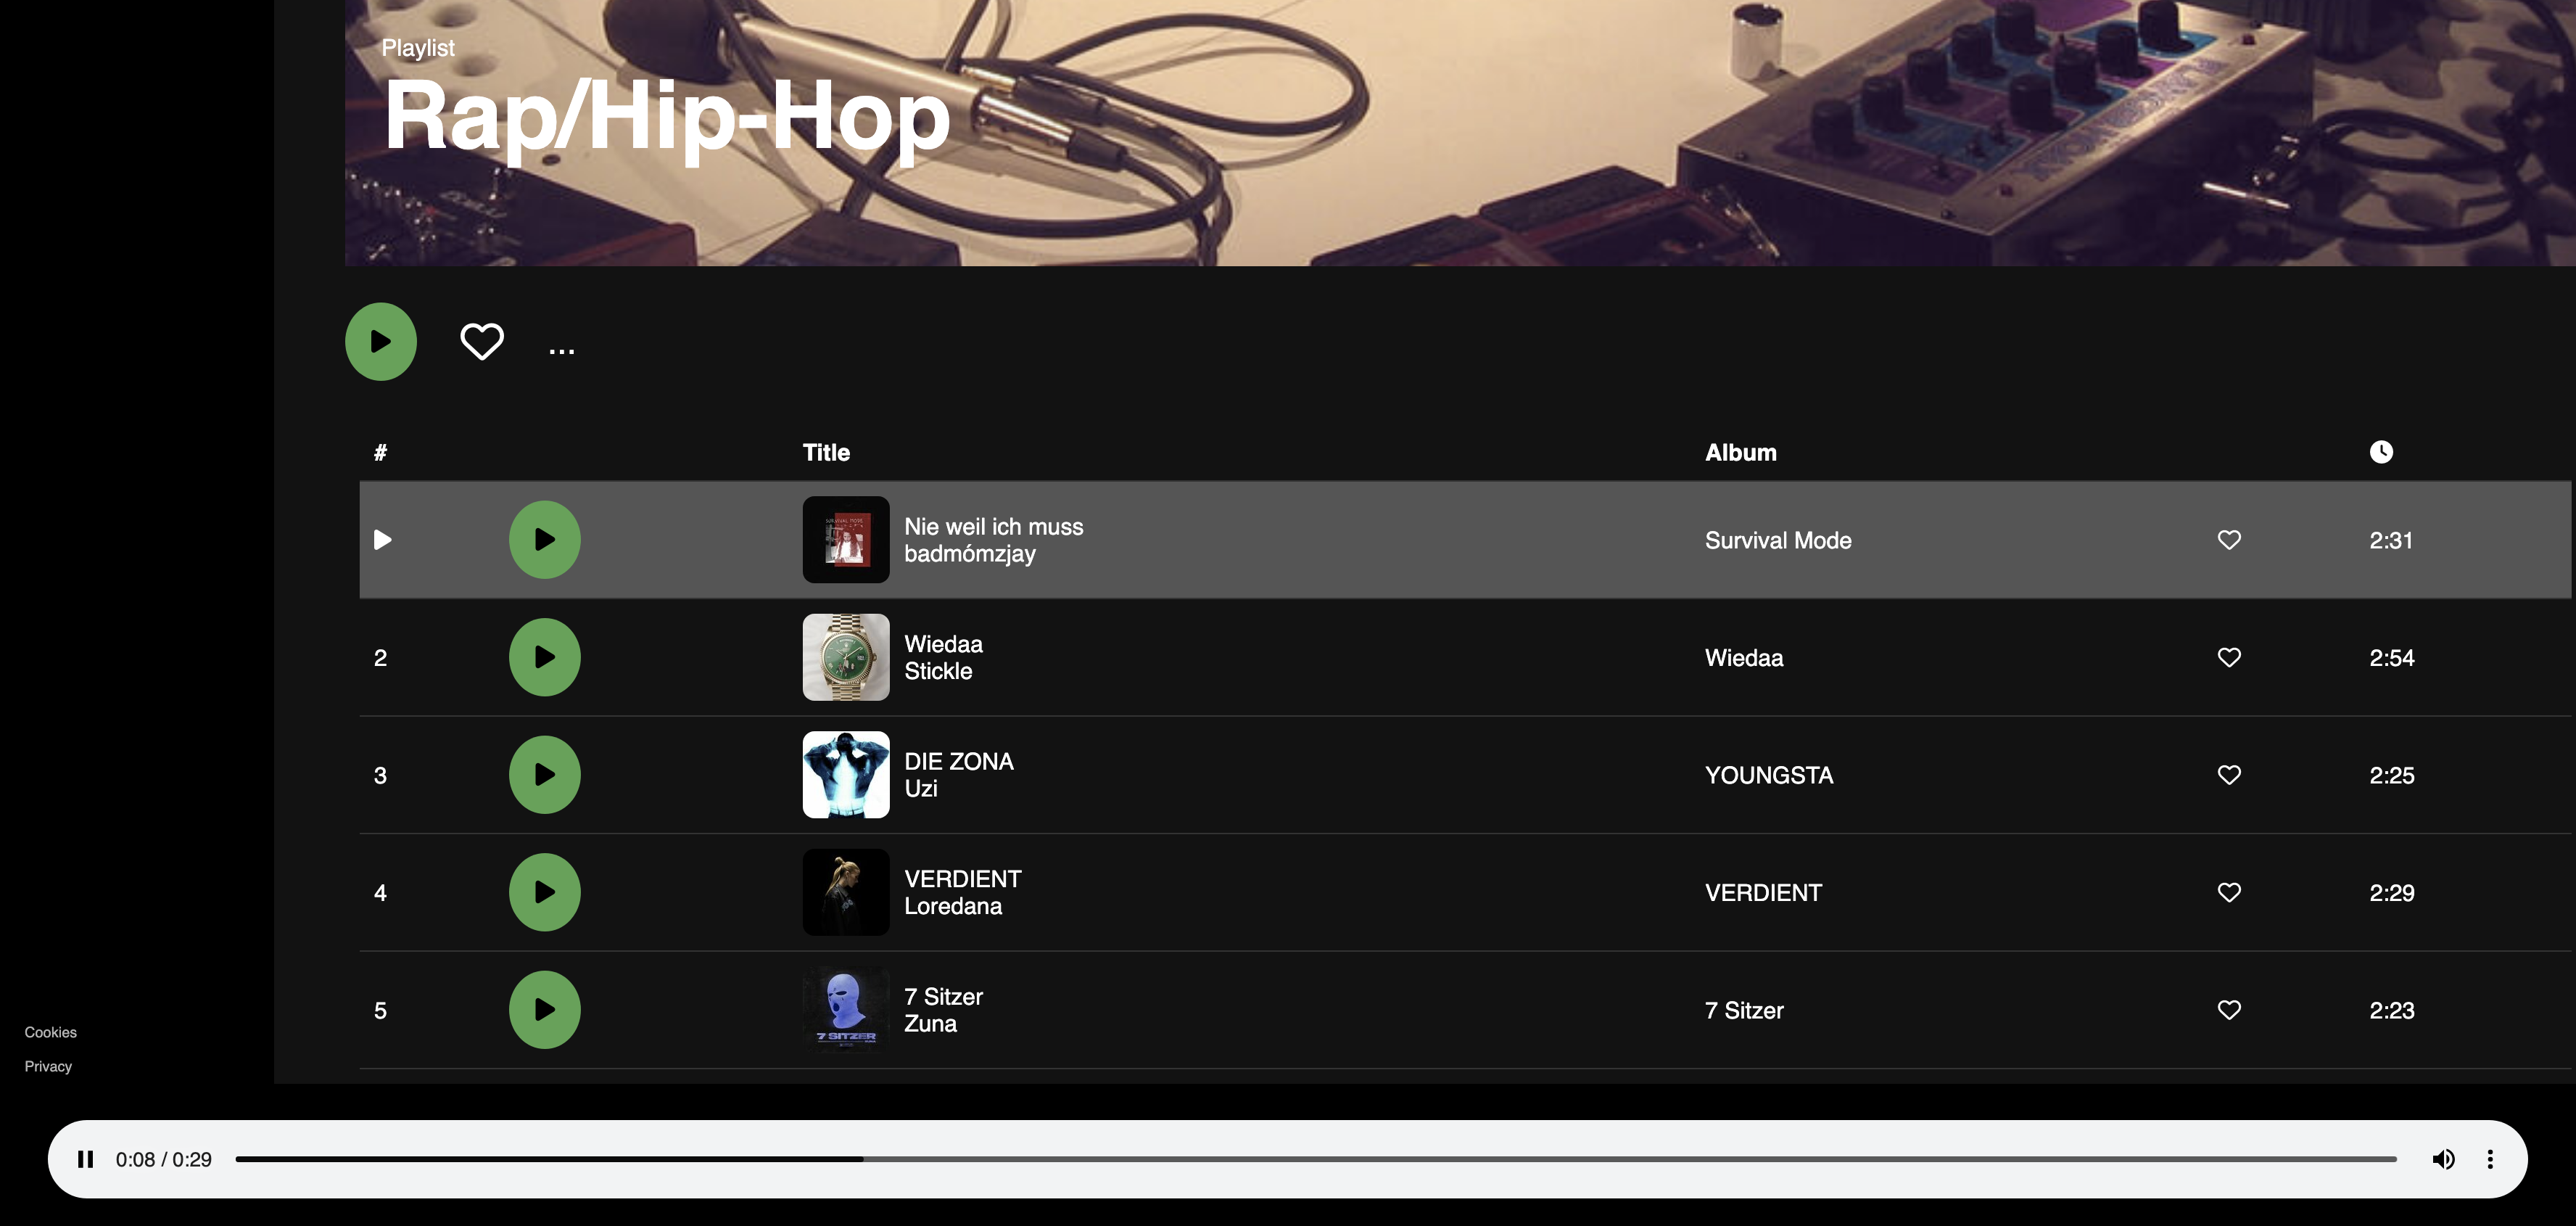 Playlist
Rap/Hip-Hop
...
# Title Album
Nie weil ich muss
badmómzjay
Survival Mode
2:31
2
Wiedaa
Stickle
Wiedaa
2:54
3
DIE ZONA
Uzi
YOUNGSTA
2:25
4
VERDIENT
Loredana
VERDIENT
2:29
5
7 SITZER
7 Sitzer
Zuna
7 Sitzer
2:23
Cookies
Privacy
0:08 / 0:29